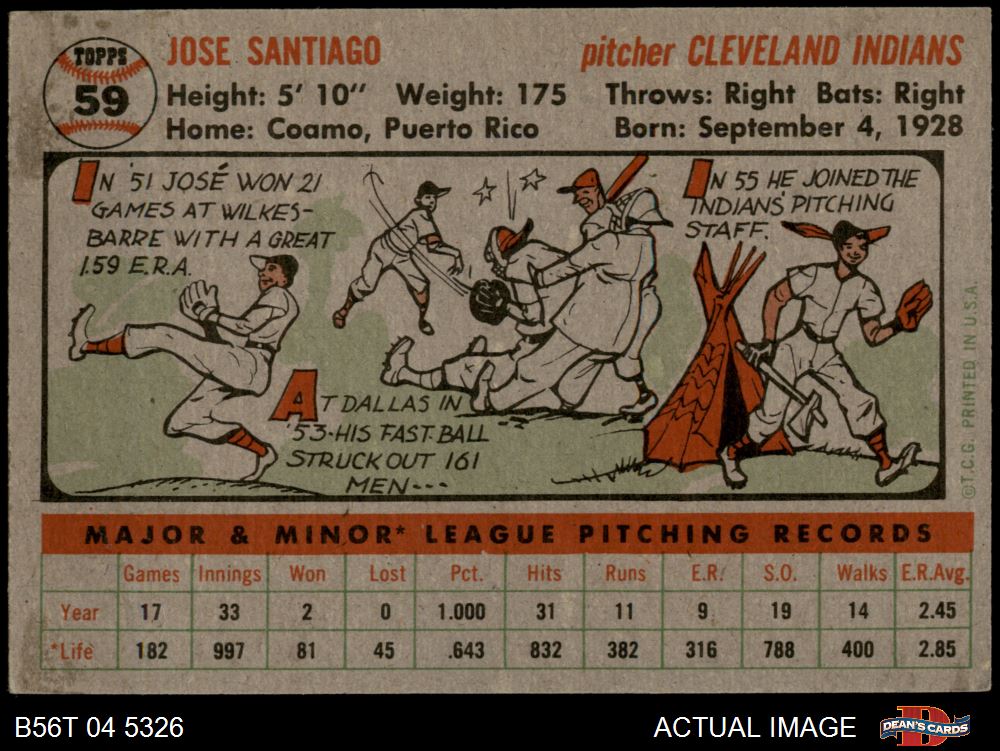 TOPPS
59
JOSE SANTIAGO
pitcher CLEVELAND INDIANS
Height: 5' 10" Weight: 175 Throws: Right Bats: Right
Home: Coamo, Puerto Rico Born: September 4, 1928
IN '51 JOSÉ WON 21
GAMES AT WILKES-
BARRE WITH A GREAT
1.59 E.R.A.
AT DALLAS IN
'53-HIS FAST-BALL
STRUCK OUT 161
MEN---
IN 55 HE JOINED THE
INDIANS' PITCHING
STAFF.
©T.C.G. PRINTED IN U.S.A.
MAJOR & MINOR* LEAGUE PITCHING RECORDS
Games Innings Won Lost Pct. Hits Runs E.R. S.O. Walks E.R.Avg.
Year 17 33 2 0 1.000 31 11 9 19 14 2.45
*Life 182 997 81 45 .643 832 382 316 788 400 2.85
B56T 04 5326
ACTUAL IMAGE
DEAN'S CARDS